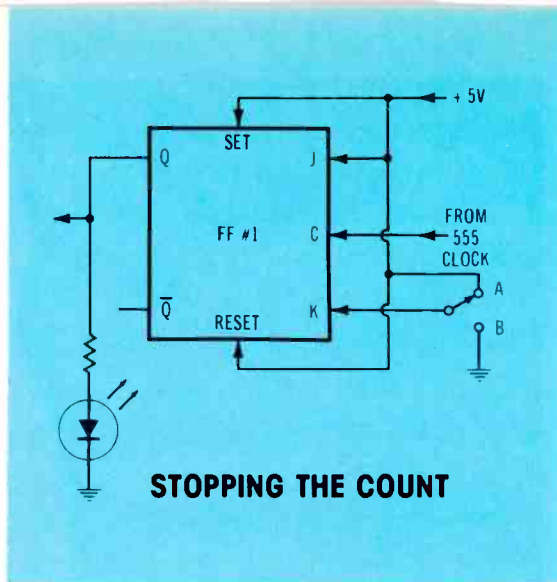 + 5V
SET
Q
J
FF #1
C
FROM
555
CLOCK
A
Q̅
K
B
RESET
STOPPING THE COUNT